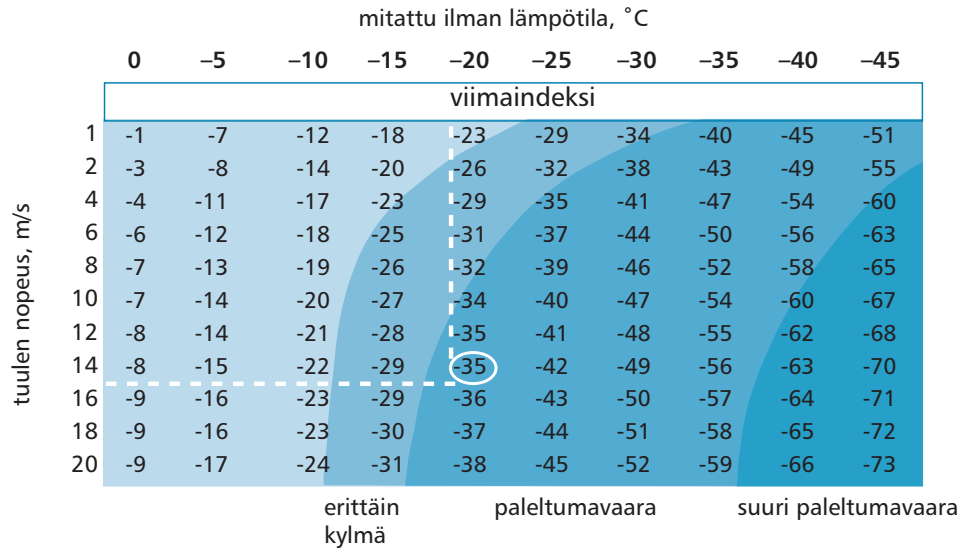 mitattu ilman lämpötila, ˚C
0 –5 –10 –15 –20 –25 –30 –35 –40 –45
viimaindeksi
tuulen nopeus, m/s
1 -1 -7 -12 -18 -23 -29 -34 -40 -45 -51
2 -3 -8 -14 -20 -26 -32 -38 -43 -49 -55
4 -4 -11 -17 -23 -29 -35 -41 -47 -54 -60
6 -6 -12 -18 -25 -31 -37 -44 -50 -56 -63
8 -7 -13 -19 -26 -32 -39 -46 -52 -58 -65
10 -7 -14 -20 -27 -34 -40 -47 -54 -60 -67
12 -8 -14 -21 -28 -35 -41 -48 -55 -62 -68
14 -8 -15 -22 -29 -35 -42 -49 -56 -63 -70
16 -9 -16 -23 -29 -36 -43 -50 -57 -64 -71
18 -9 -16 -23 -30 -37 -44 -51 -58 -65 -72
20 -9 -17 -24 -31 -38 -45 -52 -59 -66 -73
erittäin paleltumavaara suuri paleltumavaara
kylmä